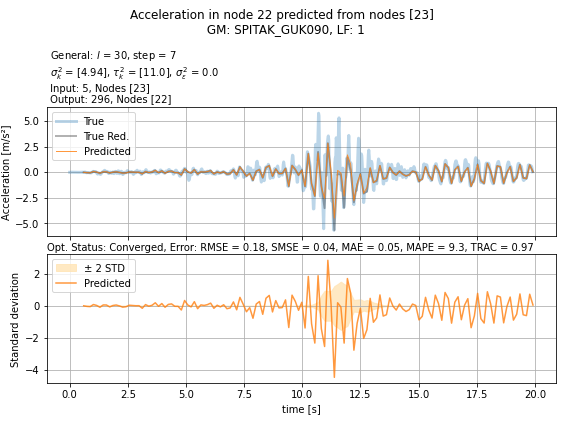 Acceleration in node 22 predicted from nodes [23]
GM: SPITAK_GUK090, LF: 1
General: l = 30, step = 7
σ²ₖ = [4.94], τ²ₖ = [11.0], σ²ε = 0.0
Input: 5, Nodes [23]
Output: 296, Nodes [22]
True
True Red.
Predicted
Acceleration [m/s²]
5.0
2.5
0.0
−2.5
−5.0
Opt. Status: Converged, Error: RMSE = 0.18, SMSE = 0.04, MAE = 0.05, MAPE = 9.3, TRAC = 0.97
± 2 STD
Predicted
Standard deviation
2
0
−2
−4
0.0 2.5 5.0 7.5 10.0 12.5 15.0 17.5 20.0
time [s]